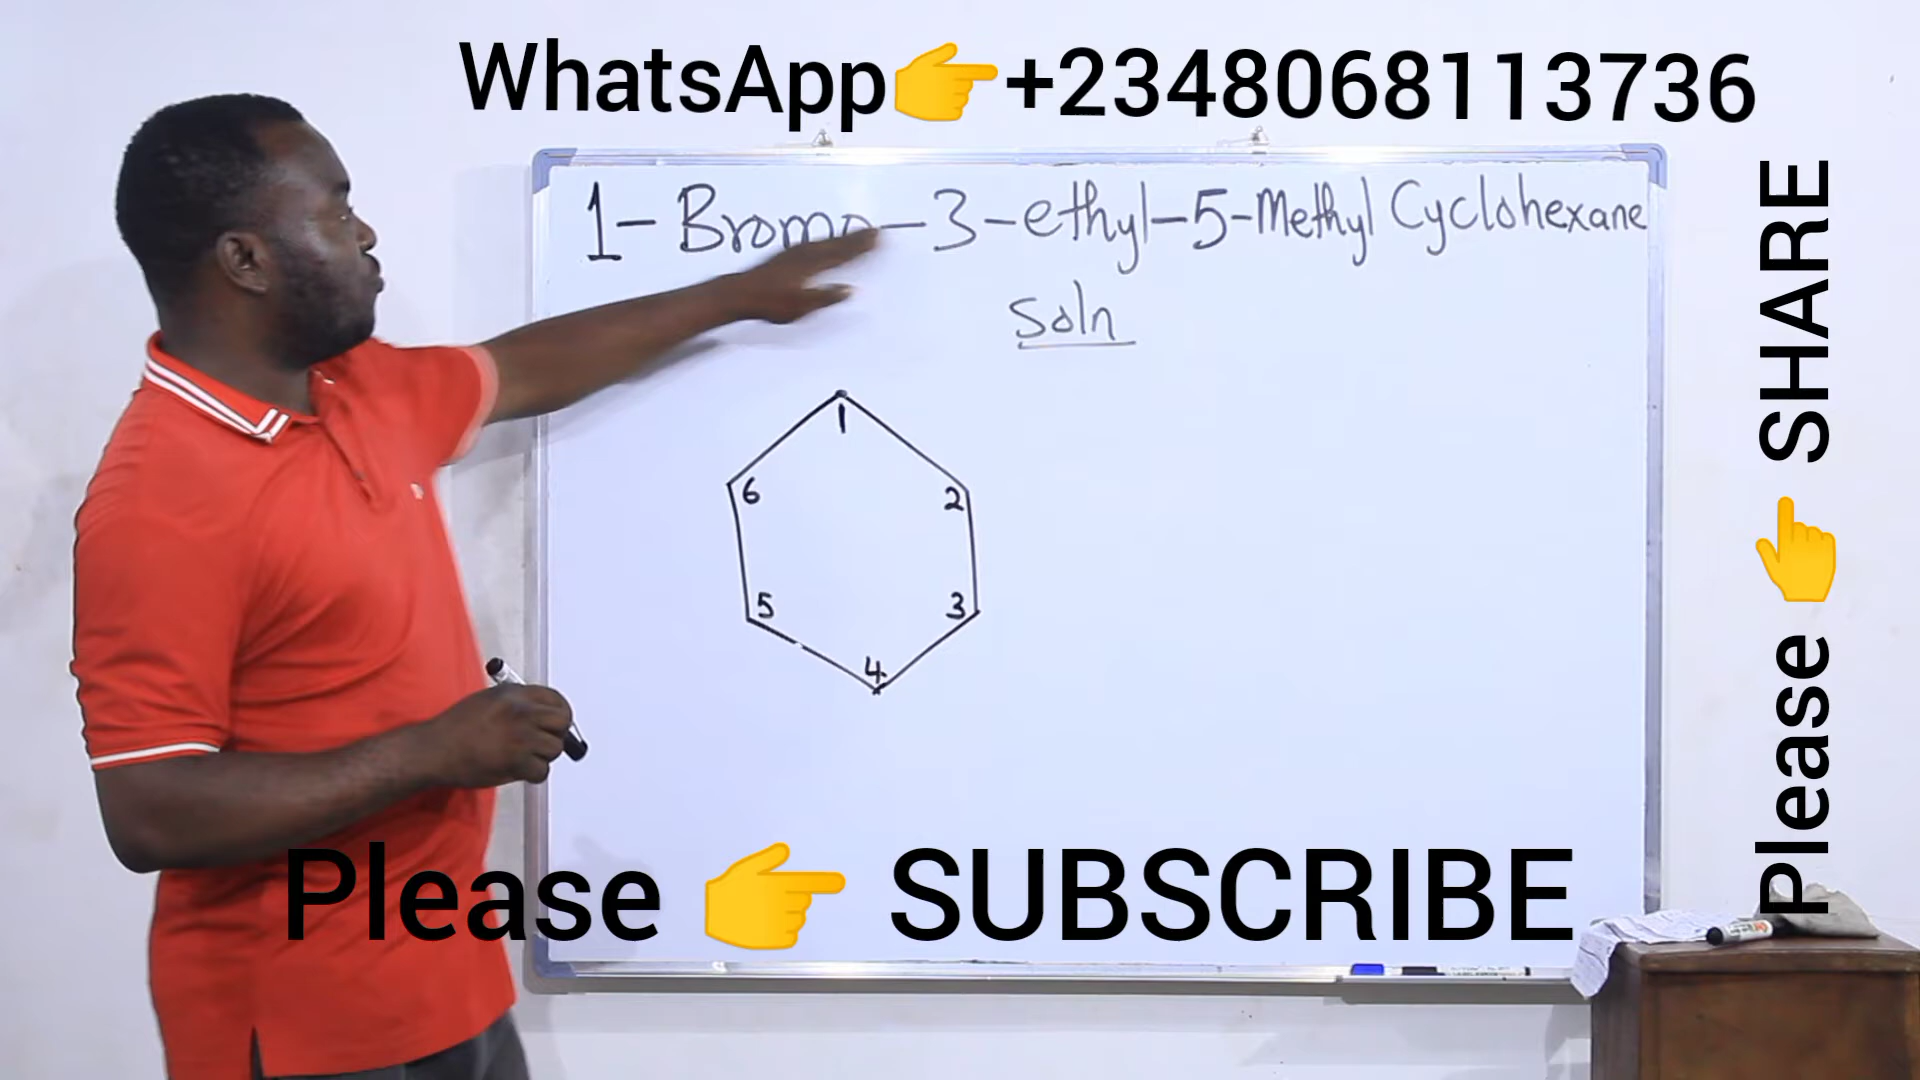 WhatsApp👉+2348068113736
1-Bromo-3-ethyl-5-Methyl Cyclohexane
Soln
1
6
2
5
3
4
Please 👉 SUBSCRIBE
Please 👉 SHARE